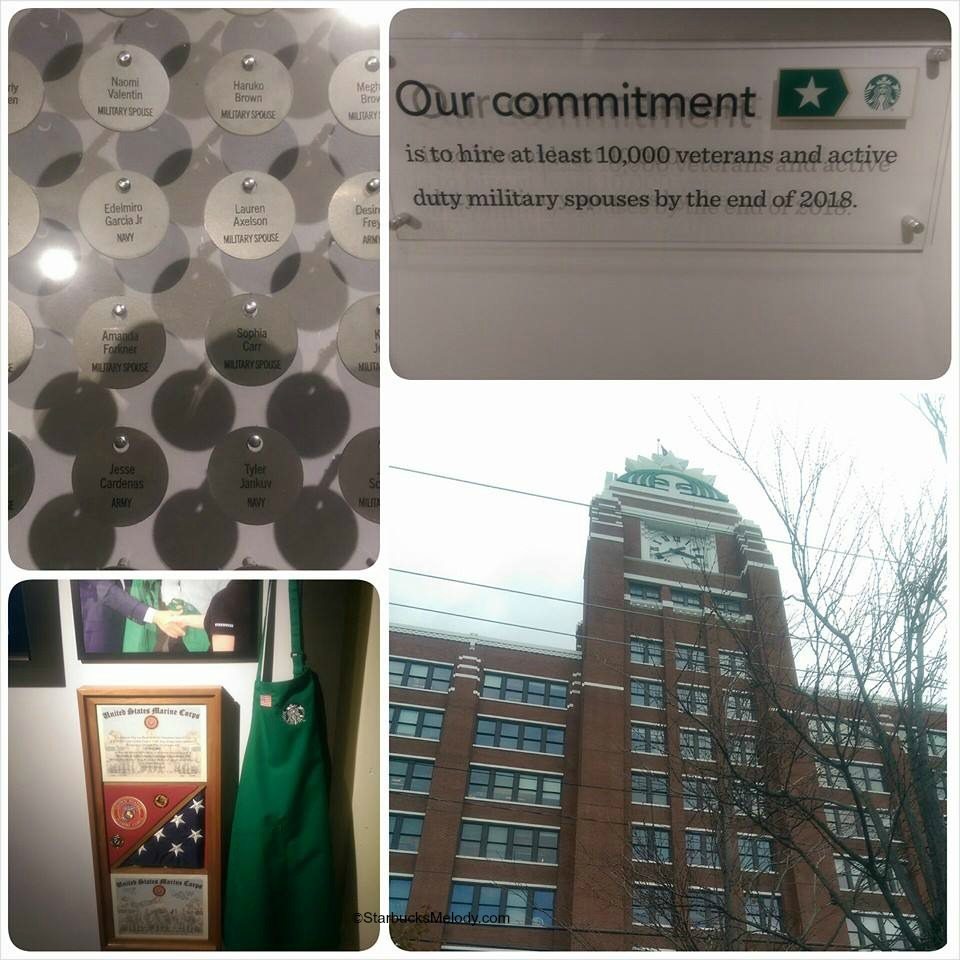 Naomi
Valentin
MILITARY SPOUSE
Haruko
Brown
MILITARY SPOUSE
Edelmiro
Garcia Jr
NAVY
Lauren
Axelson
MILITARY SPOUSE
Amanda
Forkner
MILITARY SPOUSE
Sophia
Carr
MILITARY SPOUSE
Jesse
Cardenas
ARMY
Tyler
Jankuv
NAVY
Our commitment
is to hire at least 10,000 veterans and active
duty military spouses by the end of 2018.
United States Marine Corps
United States Marine Corps
©StarbucksMelody.com